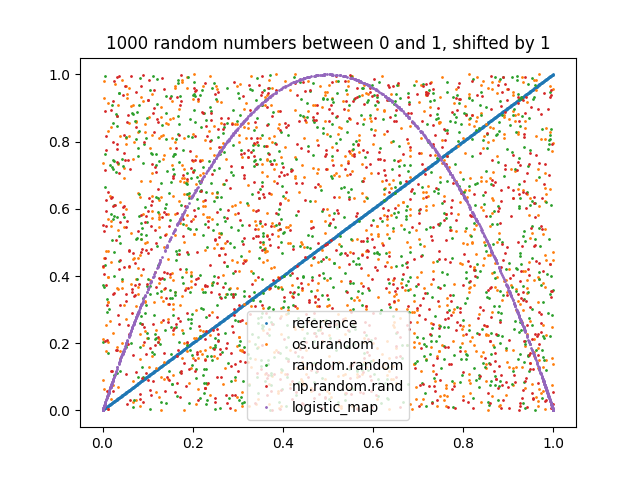 1000 random numbers between 0 and 1, shifted by 1
1.0
0.8
0.6
0.4
0.2
0.0
reference
os.urandom
random.random
np.random.rand
logistic_map
0.0 0.2 0.4 0.6 0.8 1.0